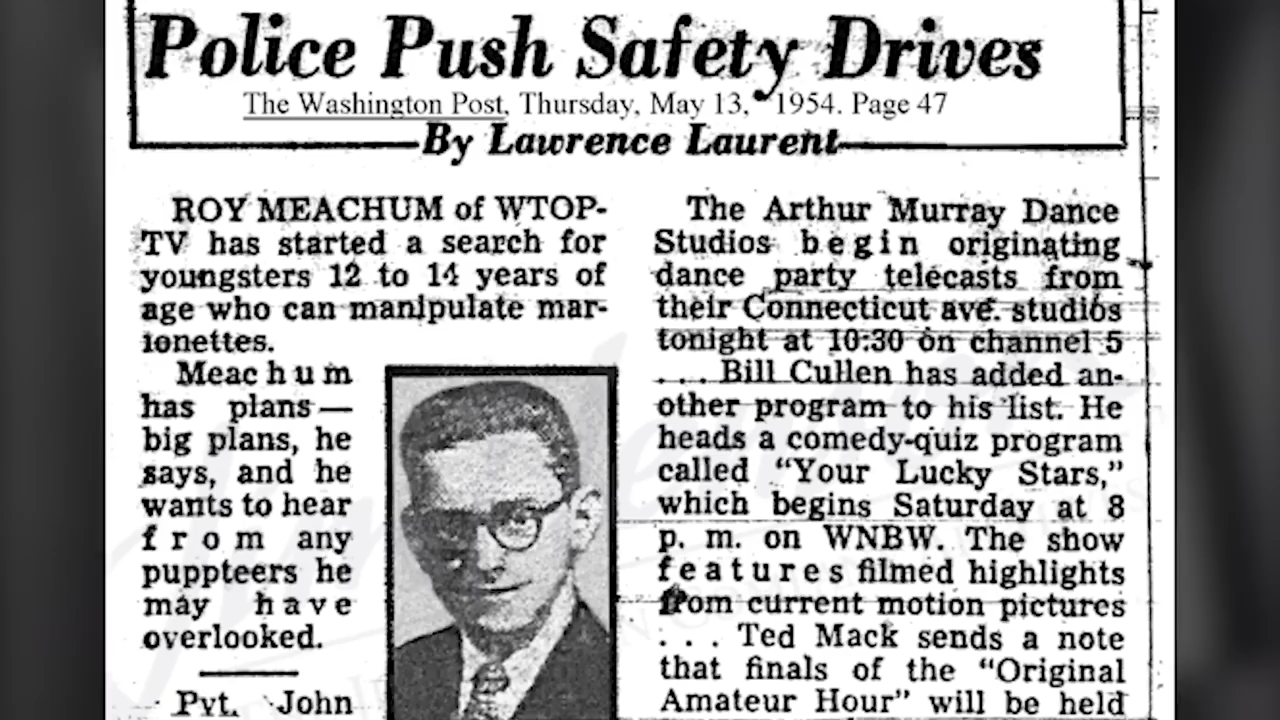 Police Push Safety Drives
The Washington Post, Thursday, May 13, 1954. Page 47
By Lawrence Laurent
ROY MEACHUM of WTOP-
TV has started a search for
youngsters 12 to 14 years of
age who can manipulate mar-
ionettes.
Meachum
has plans—
big plans, he
says, and he
wants to hear
from any
puppteers he
may have
overlooked.
Pvt. John
The Arthur Murray Dance
Studios begin originating
dance party telecasts from
their Connecticut ave. studios
tonight at 10:30 on channel 5
. . . Bill Cullen has added an-
other program to his list. He
heads a comedy-quiz program
called “Your Lucky Stars,”
which begins Saturday at 8
p. m. on WNBW. The show
features filmed highlights
from current motion pictures
. . . Ted Mack sends a note
that finals of the “Original
Amateur Hour” will be held